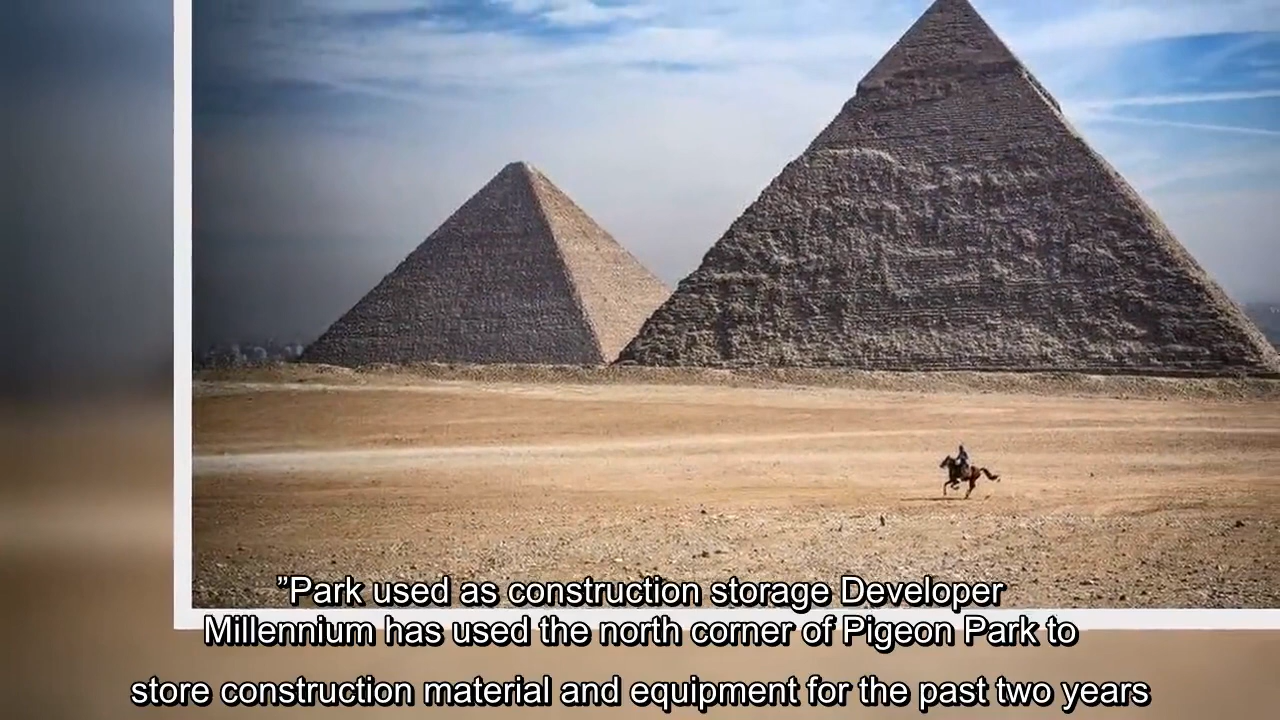 ”Park used as construction storage Developer
Millennium has used the north corner of Pigeon Park to
store construction material and equipment for the past two years